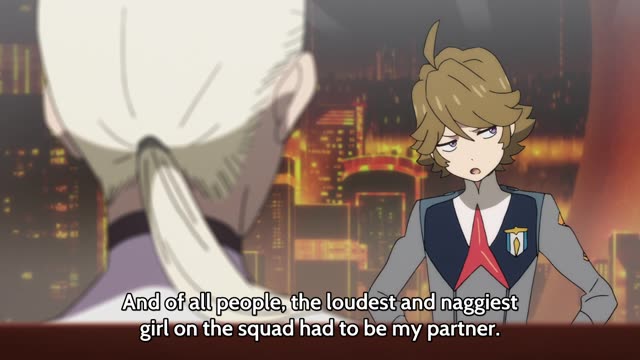 And of all people, the loudest and naggiest
girl on the squad had to be my partner.